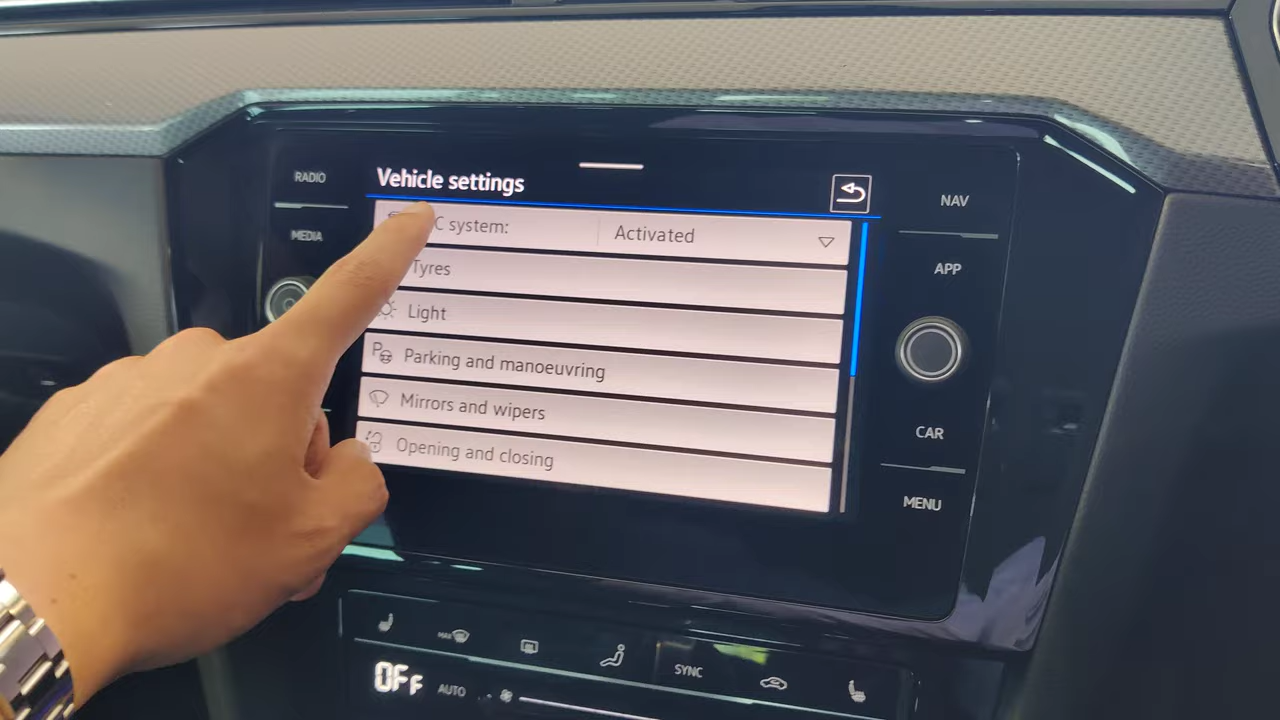 RADIO
MEDIA
Vehicle settings
C system: Activated
Tyres
Light
Parking and manoeuvring
Mirrors and wipers
Opening and closing
NAV
APP
CAR
MENU
MAX
SYNC
OFF
AUTO